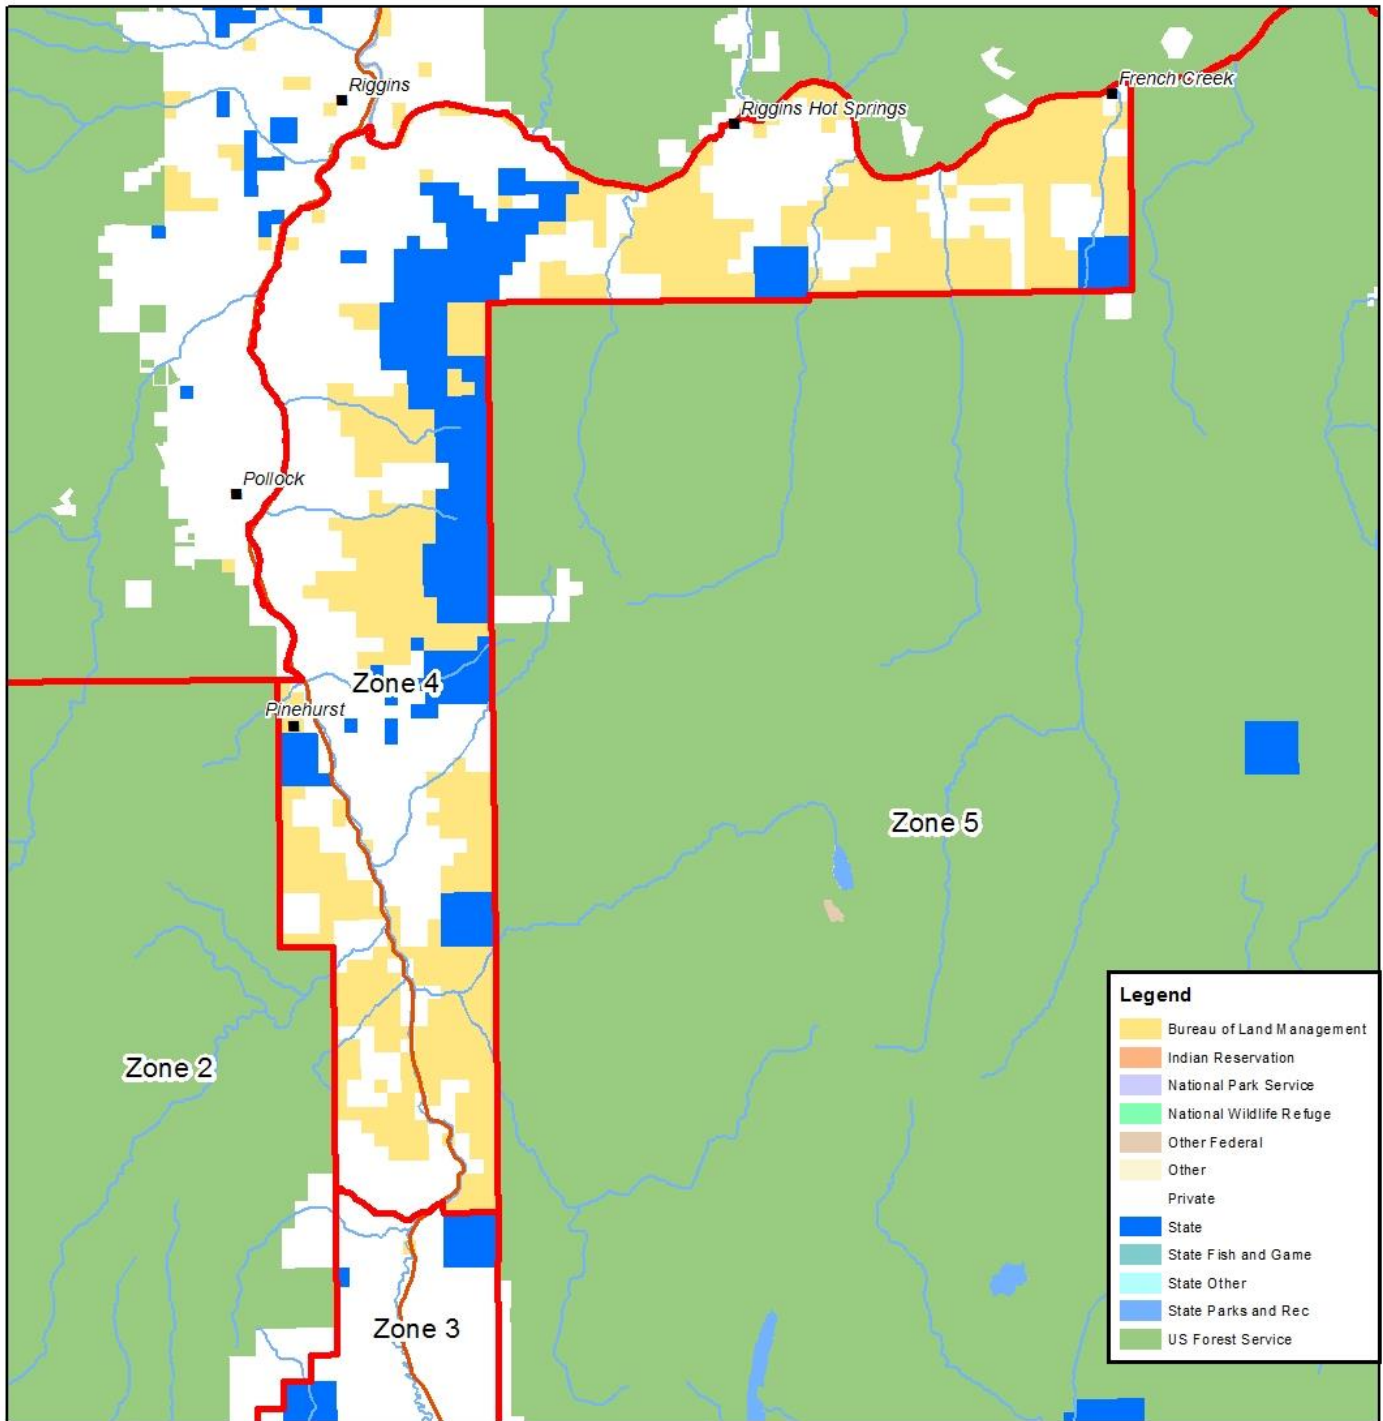 Riggins
French Creek
Riggins Hot Springs
Pollock
Zone 4
Pinehurst
Zone 5
Zone 2
Zone 3
Legend
Bureau of Land Management
Indian Reservation
National Park Service
National Wildlife Refuge
Other Federal
Other
Private
State
State Fish and Game
State Other
State Parks and Rec
US Forest Service